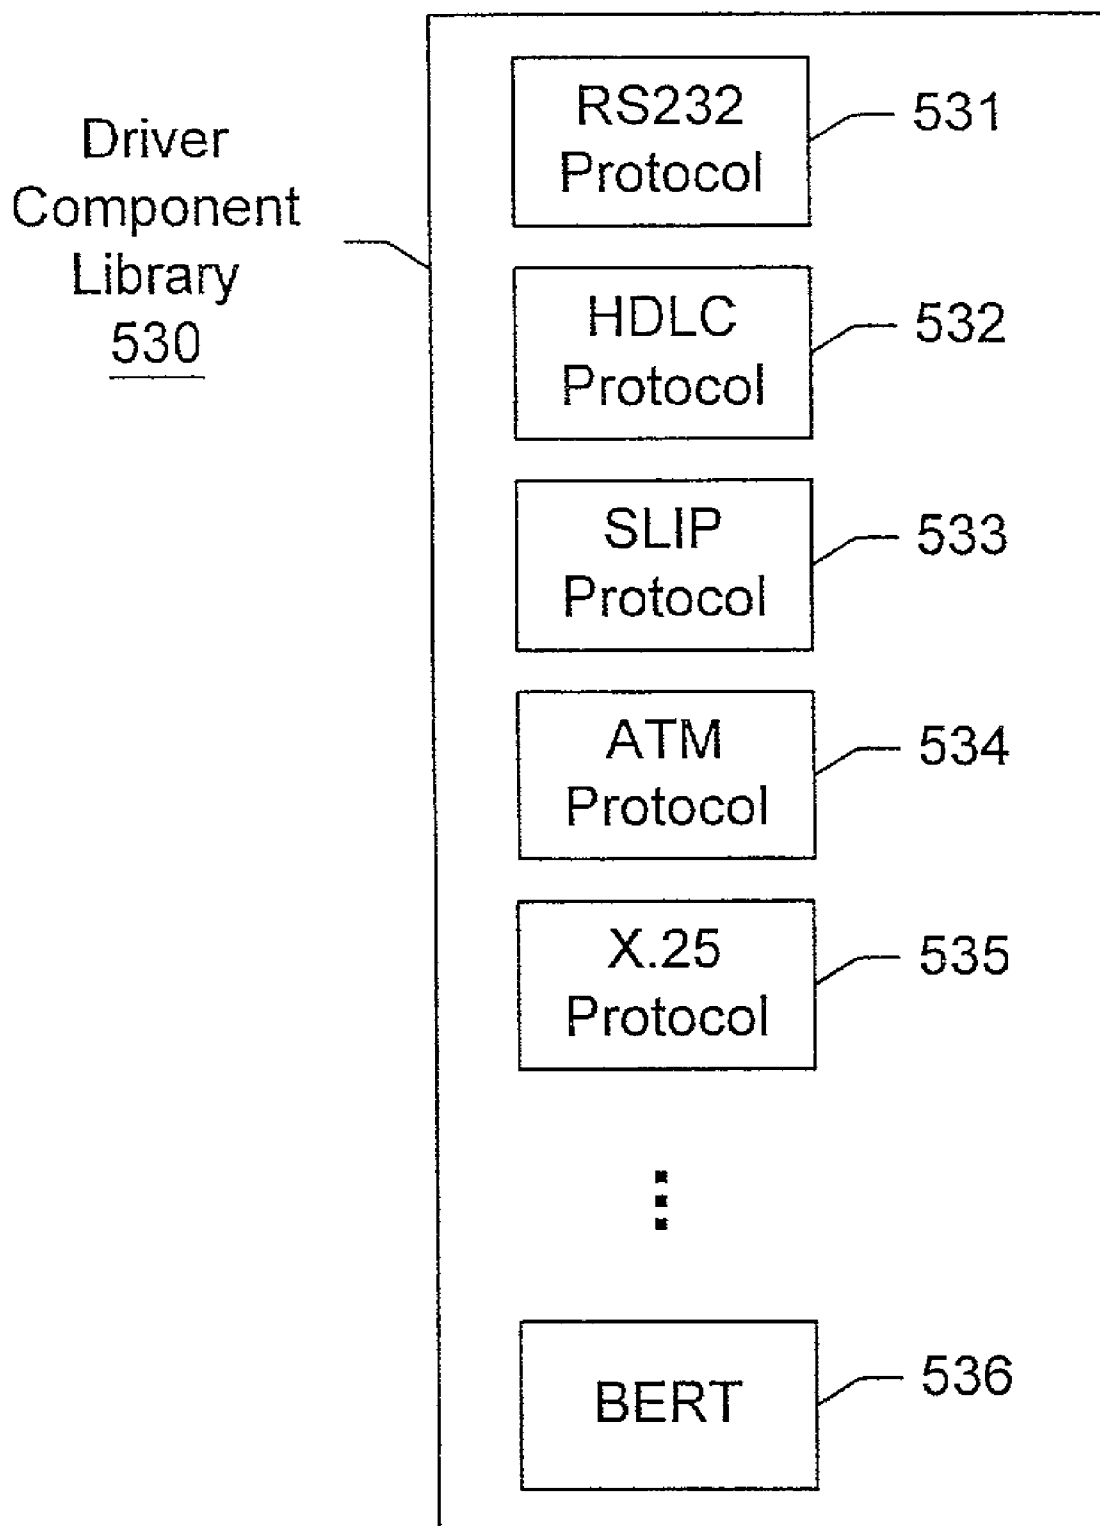 Driver
Component
Library
530
RS232
Protocol
531
HDLC
Protocol
532
SLIP
Protocol
533
ATM
Protocol
534
X.25
Protocol
535
BERT
536